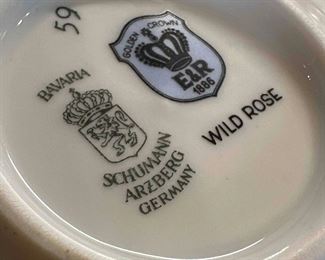 59
GOLDEN CROWN
E&R
1886
BAVARIA
SCHUMANN
ARZBERG
GERMANY
WILD ROSE